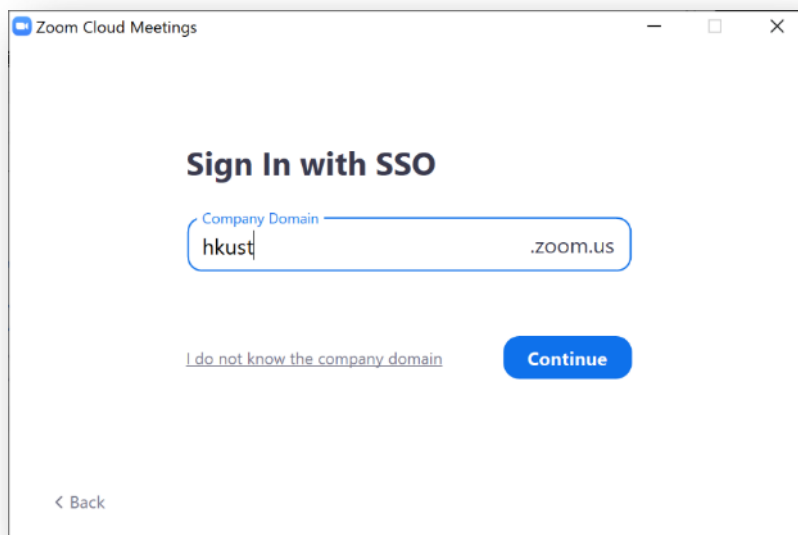 Zoom Cloud Meetings
Sign In with SSO
Company Domain
hkust .zoom.us
I do not know the company domain Continue
< Back